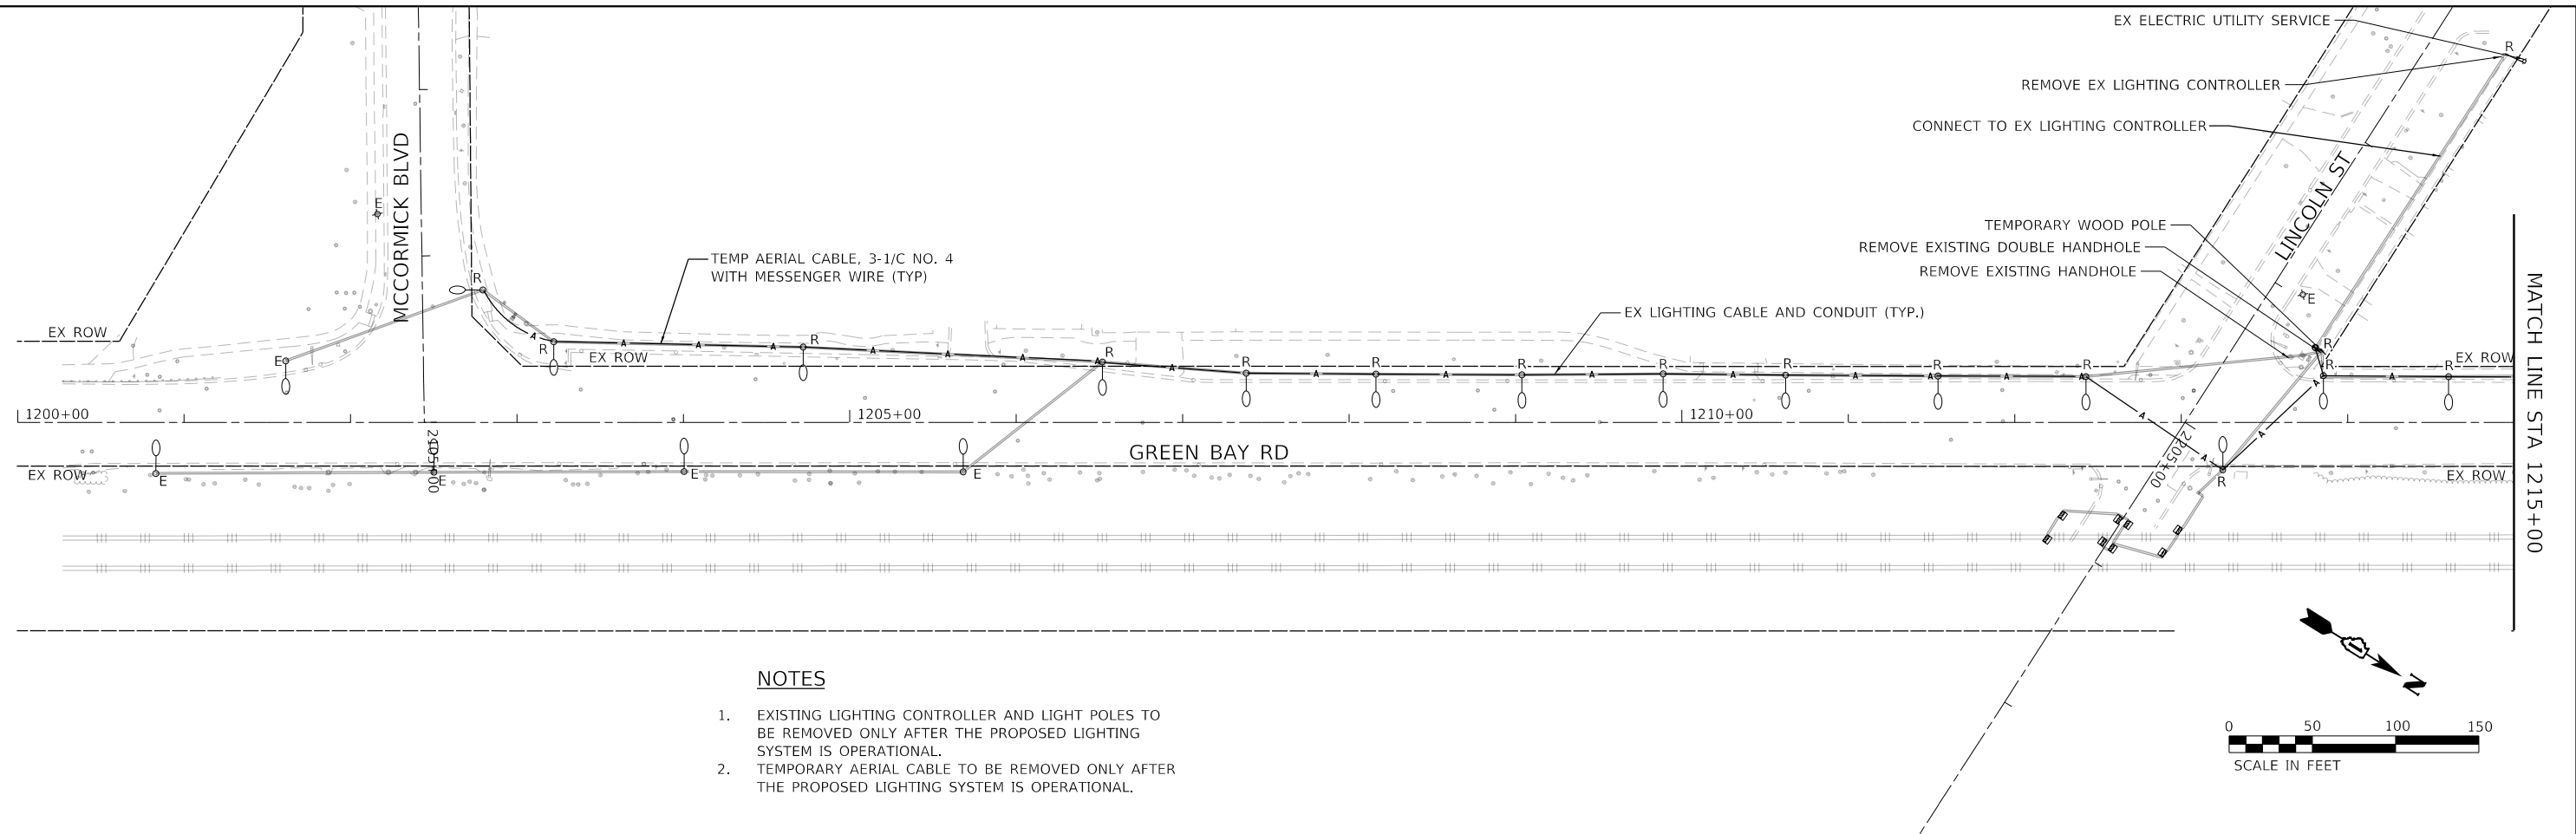 EX ELECTRIC UTILITY SERVICE
R
REMOVE EX LIGHTING CONTROLLER
CONNECT TO EX LIGHTING CONTROLLER
MCCORMICK BLVD
E
LINCOLN ST
TEMPORARY WOOD POLE
REMOVE EXISTING DOUBLE HANDHOLE
REMOVE EXISTING HANDHOLE
TEMP AERIAL CABLE, 3-1/C NO. 4
WITH MESSENGER WIRE (TYP)
R
E
EX LIGHTING CABLE AND CONDUIT (TYP.)
EX ROW
A
R
A A A
R
EX ROW
E
A A A
A
R
A
R
A
R
A
R
A
R
A
R
A
R
A
R
A
R
R
R
A
R
EX ROW
MATCH LINE STA 1215+00
1200+00
1205+00
1210+00
A
A
A
A
2205+00
GREEN BAY RD
EX ROW
E
E
E
E
R
EX ROW
N
NOTES
1. EXISTING LIGHTING CONTROLLER AND LIGHT POLES TO
BE REMOVED ONLY AFTER THE PROPOSED LIGHTING
SYSTEM IS OPERATIONAL.
2. TEMPORARY AERIAL CABLE TO BE REMOVED ONLY AFTER
THE PROPOSED LIGHTING SYSTEM IS OPERATIONAL.
0 50 100 150
SCALE IN FEET